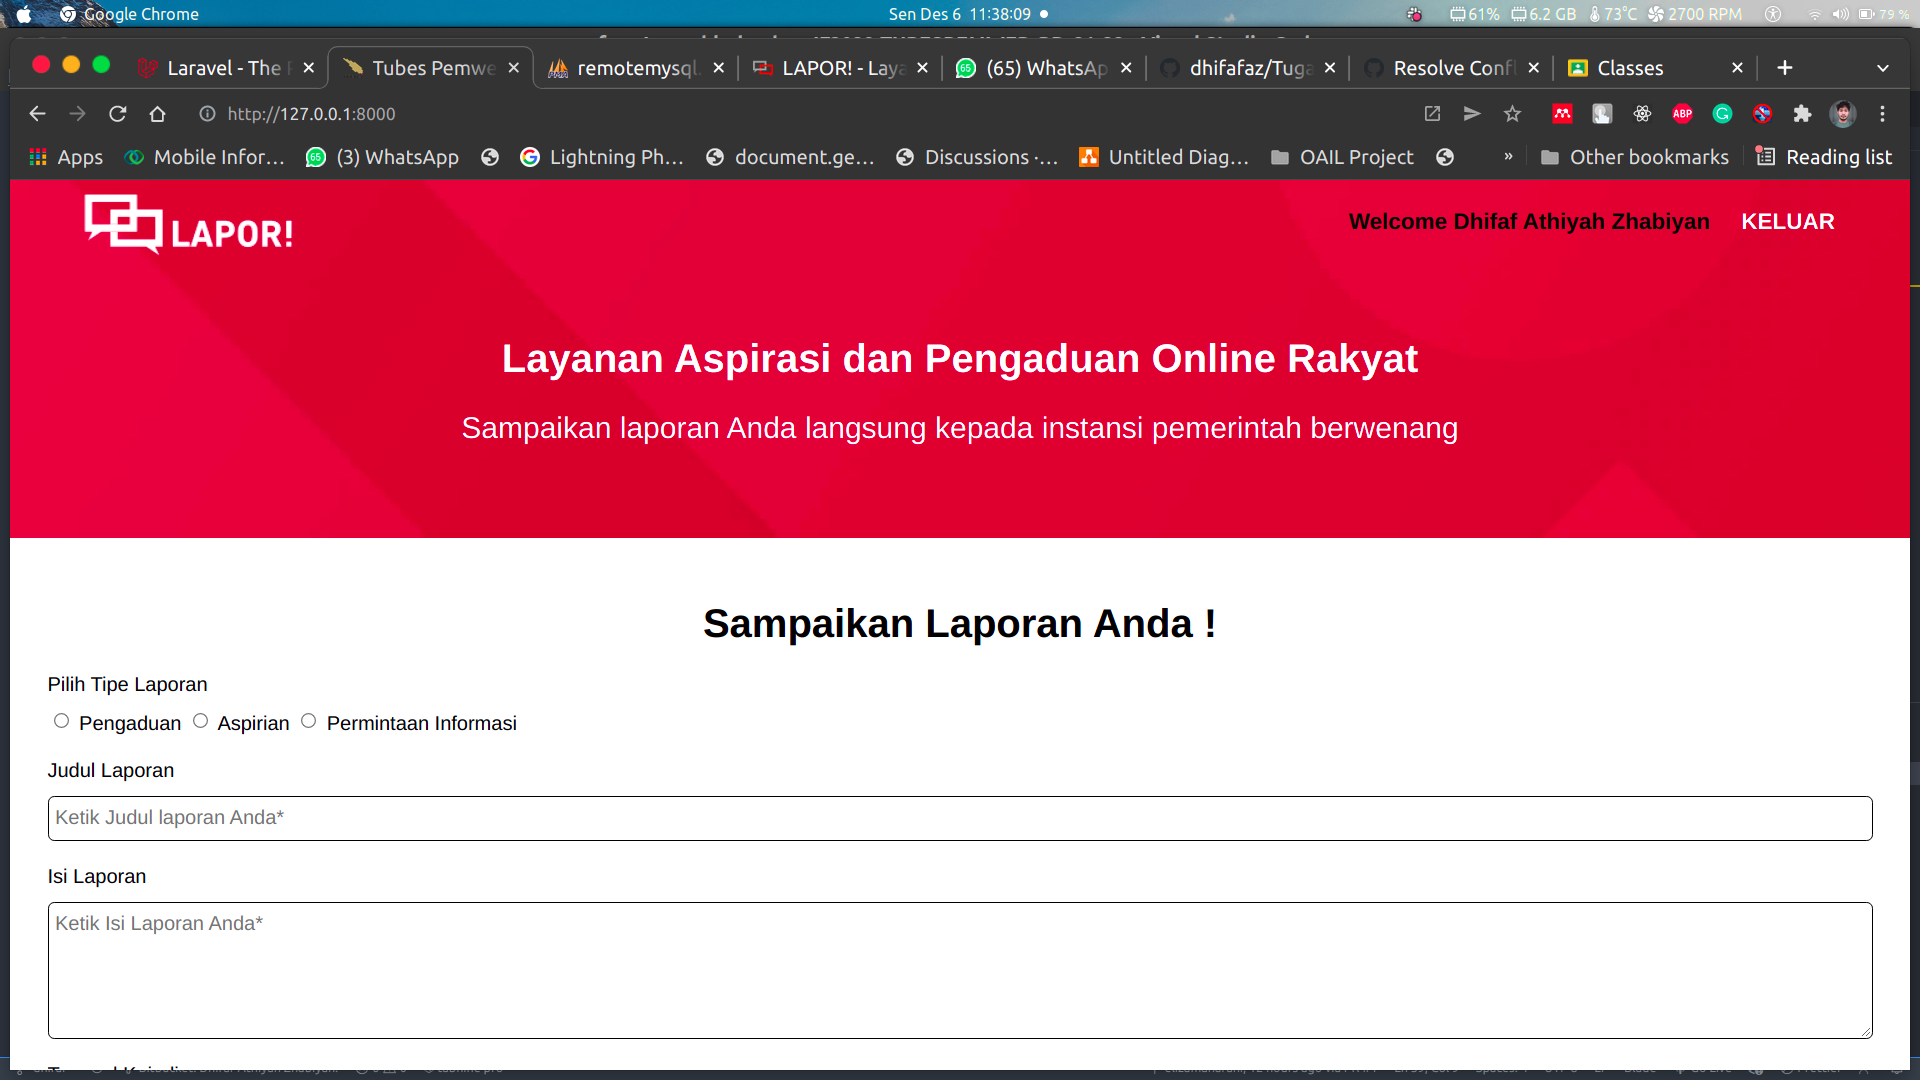 Google Chrome
Sen Des 6 11:38:09
61% 6.2 GB 73°C 2700 RPM 79 %
Laravel - The
Tubes Pemwe
remotemysql.
LAPOR! - Laya
(65) WhatsAp
dhifafaz/Tuga
Resolve Conf
Classes
http://127.0.0.1:8000
ABP
Apps
Mobile Infor...
(3) WhatsApp
Lightning Ph...
document.ge...
Discussions ·...
Untitled Diag...
OAIL Project
»
Other bookmarks
Reading list
LAPOR!
Welcome Dhifaf Athiyah Zhabiyan
KELUAR
Layanan Aspirasi dan Pengaduan Online Rakyat
Sampaikan laporan Anda langsung kepada instansi pemerintah berwenang
Sampaikan Laporan Anda !
Pilih Tipe Laporan
Pengaduan Aspirian Permintaan Informasi
Judul Laporan
Ketik Judul laporan Anda*
Isi Laporan
Ketik Isi Laporan Anda*